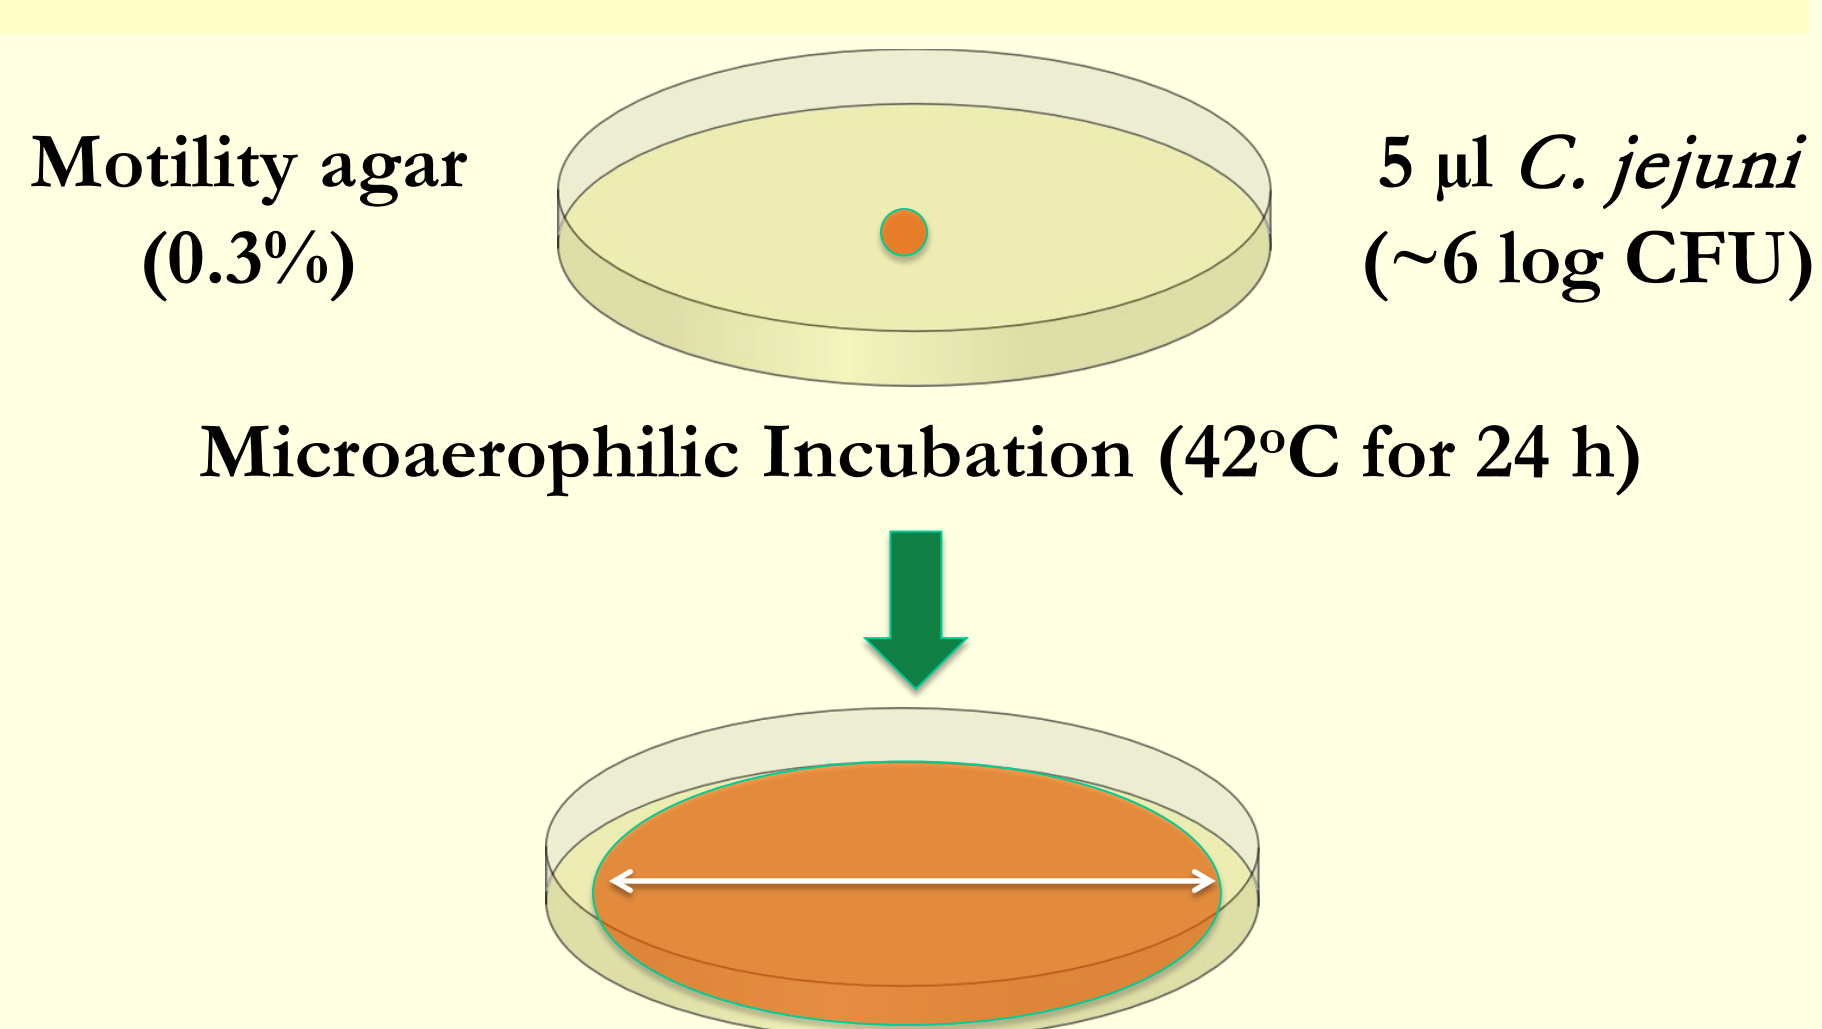 Motility agar
(0.3%)
5 µl C. jejuni
(~6 log CFU)
Microaerophilic Incubation (42ºC for 24 h)